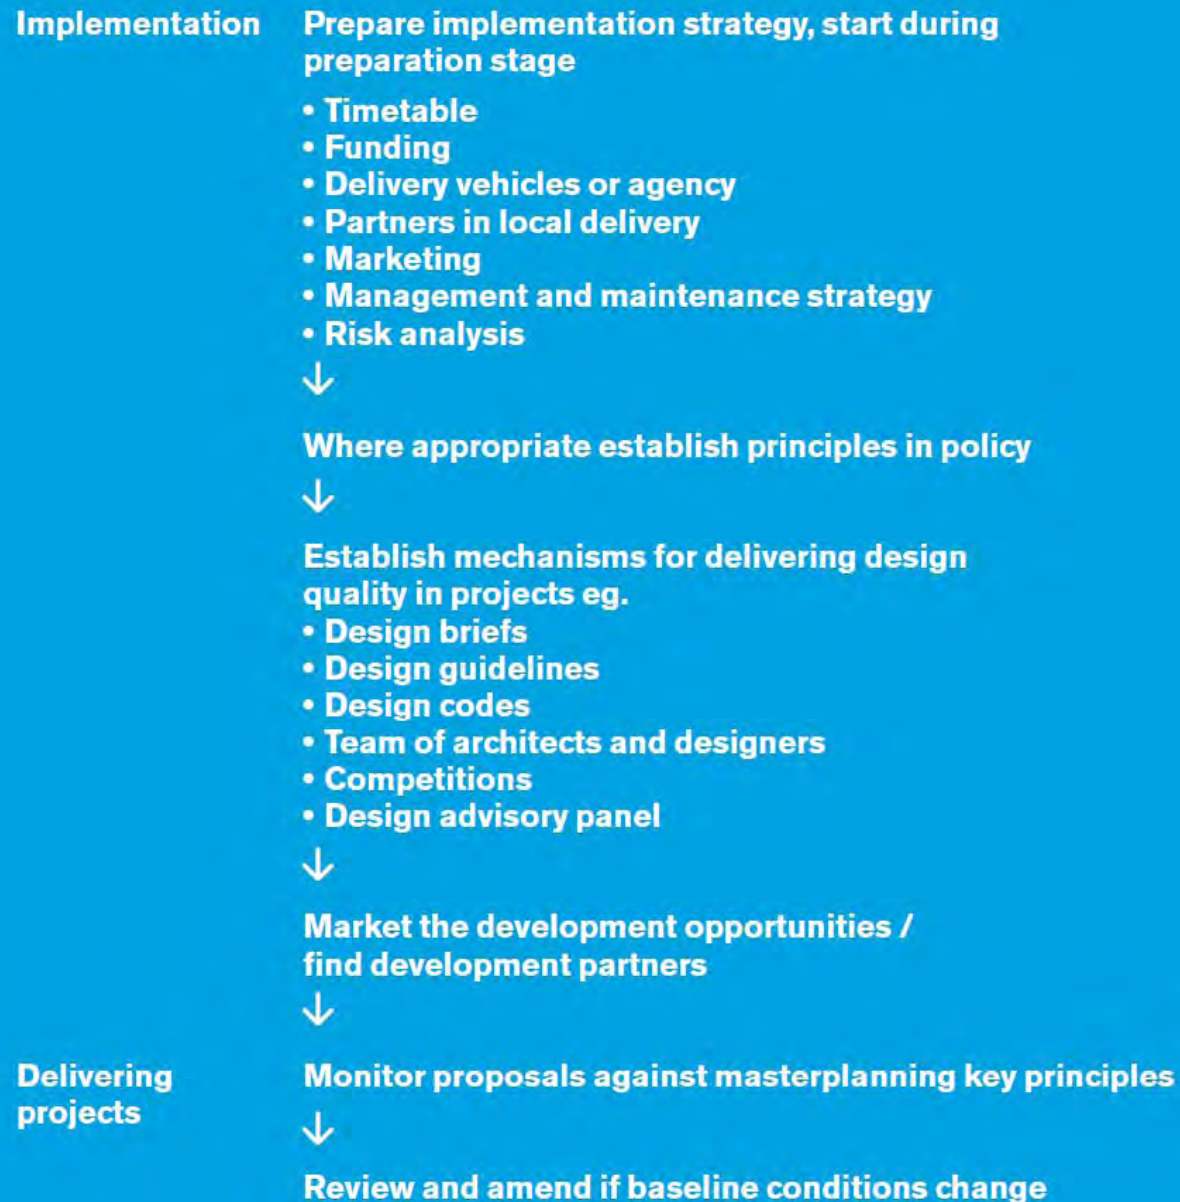 Implementation
Prepare implementation strategy, start during
preparation stage
• Timetable
• Funding
• Delivery vehicles or agency
• Partners in local delivery
• Marketing
• Management and maintenance strategy
• Risk analysis
↓
Where appropriate establish principles in policy
↓
Establish mechanisms for delivering design
quality in projects eg.
• Design briefs
• Design guidelines
• Design codes
• Team of architects and designers
• Competitions
• Design advisory panel
↓
Market the development opportunities /
find development partners
↓
Delivering
projects
Monitor proposals against masterplanning key principles
↓
Review and amend if baseline conditions change